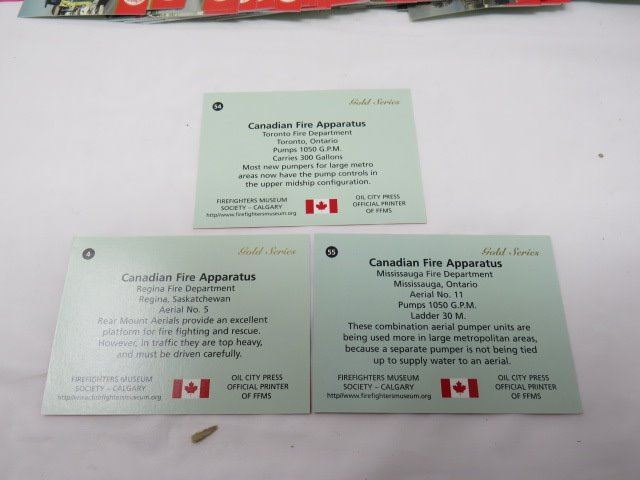 54
Gold Series
Canadian Fire Apparatus
Toronto Fire Department
Toronto, Ontario
Pumps 1050 G.P.M.
Carries 300 Gallons
Most new pumpers for large metro
areas now have the pump controls in
the upper midship configuration.
FIREFIGHTERS MUSEUM
SOCIETY – CALGARY
http//www.firefightersmuseum.org
OIL CITY PRESS
OFFICIAL PRINTER
OF FFMS
4
Gold Series
Canadian Fire Apparatus
Regina Fire Department
Regina, Saskatchewan
Aerial No. 5
Rear Mount Aerials provide an excellent
platform for fire fighting and rescue.
However, in traffic they are top heavy,
and must be driven carefully.
FIREFIGHTERS MUSEUM
SOCIETY – CALGARY
http//www.firefightersmuseum.org
OIL CITY PRESS
OFFICIAL PRINTER
OF FFMS
55
Gold Series
Canadian Fire Apparatus
Mississauga Fire Department
Mississauga, Ontario
Aerial No. 11
Pumps 1050 G.P.M.
Ladder 30 M.
These combination aerial pumper units are
being used more in large metropolitan areas,
because a separate pumper is not being tied
up to supply water to an aerial.
FIREFIGHTERS MUSEUM
SOCIETY – CALGARY
http//www.firefightersmuseum.org
OIL CITY PRESS
OFFICIAL PRINTER
OF FFMS